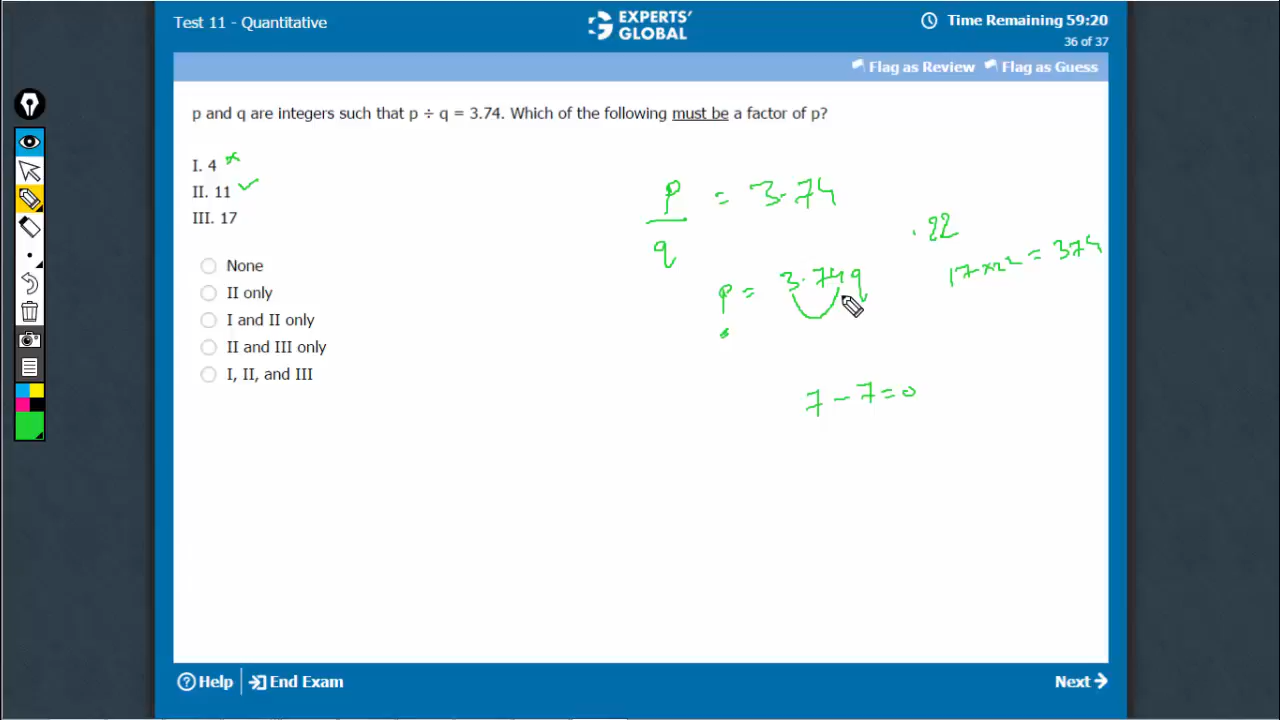 Test 11 - Quantitative
EXPERTS' GLOBAL
Time Remaining 59:20
36 of 37
Flag as Review
Flag as Guess
p and q are integers such that p ÷ q = 3.74. Which of the following must be a factor of p?
I. 4
II. 11
III. 17
None
II only
I and II only
II and III only
I, II, and III
p/q = 3.74
.22
17×22 = 374
p = 3.74q
7-7=0
Help
End Exam
Next